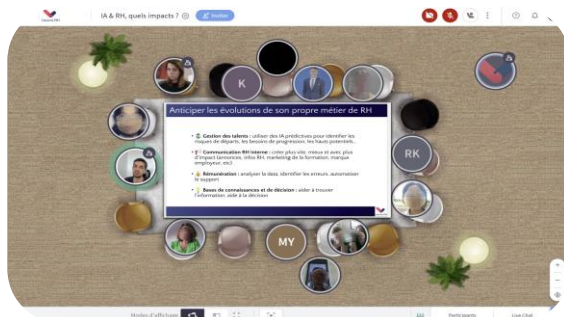 IA & RH, quels impacts ?
Inviter
K
RK
MY
Anticiper les évolutions de son propre métier de RH
Gestion des talents : utiliser des IA prédictives pour identifier les
risques de départs, les besoins de progression, les hauts potentiels..
Communication RH interne : créer plus vite, mieux et avec plus
d'impact (annonces, infos RH, marketing de la formation, marque
employeur, etc)
Rémunération : analyser la data, identifier les erreurs, automatiser
le support
Bases de connaissances et de décision : aider à trouver
l'information, aide à la décision
Modes d'affichage
Participants
Live Chat